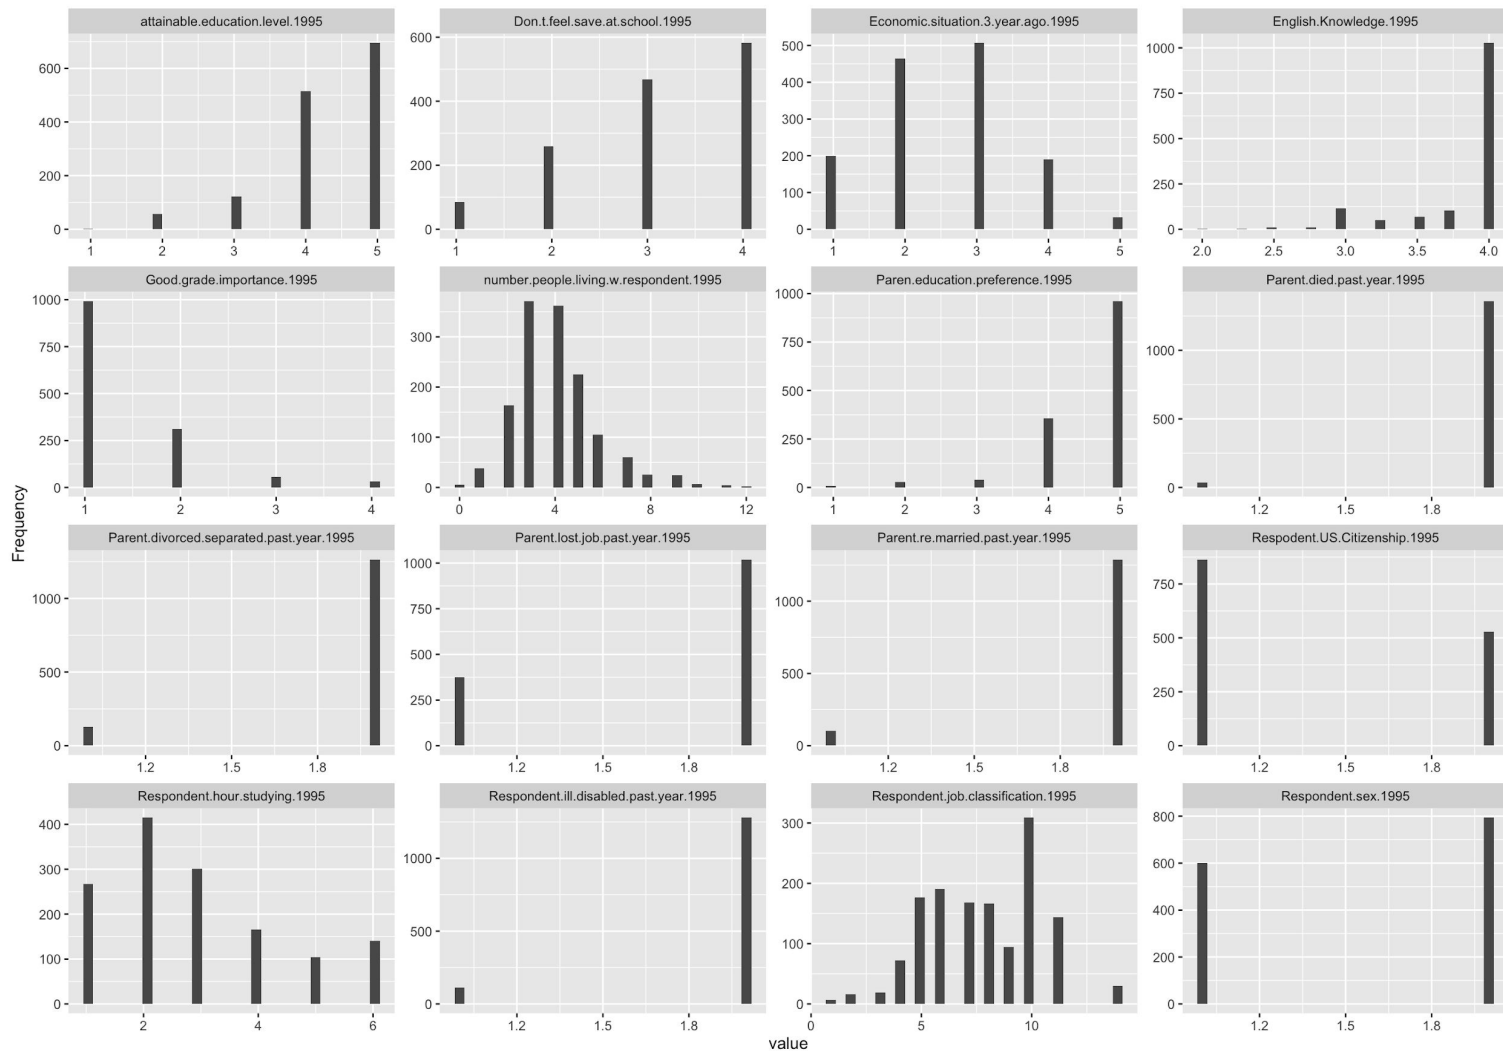 attainable.education.level.1995
Don.t.feel.save.at.school.1995
Economic.situation.3.year.ago.1995
English.Knowledge.1995
600
400
200
0
1 2 3 4 5
600
400
200
0
1 2 3 4
500
400
300
200
100
0
1 2 3 4 5
1000
750
500
250
0
2.0 2.5 3.0 3.5 4.0
Good.grade.importance.1995
number.people.living.w.respondent.1995
Paren.education.preference.1995
Parent.died.past.year.1995
1000
750
500
250
0
1 2 3 4
300
200
100
0
0 4 8 12
1000
750
500
250
0
1 2 3 4 5
1000
500
0
1.2 1.5 1.8
Frequency
Parent.divorced.separated.past.year.1995
Parent.lost.job.past.year.1995
Parent.re.married.past.year.1995
Respodent.US.Citizenship.1995
1000
500
0
1.2 1.5 1.8
1000
750
500
250
0
1.2 1.5 1.8
1000
500
0
1.2 1.5 1.8
750
500
250
0
1.2 1.5 1.8
Respondent.hour.studying.1995
Respondent.ill.disabled.past.year.1995
Respondent.job.classification.1995
Respondent.sex.1995
400
300
200
100
0
2 4 6
1000
500
0
1.2 1.5 1.8
300
200
100
0
0 5 10
800
600
400
200
0
1.2 1.5 1.8
value